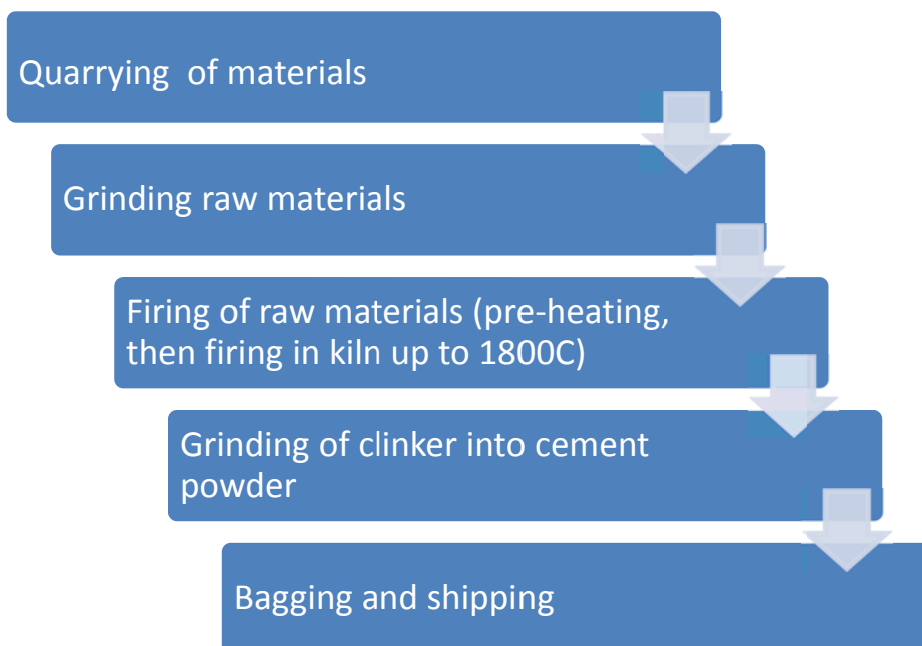 Quarrying of materials
Grinding raw materials
Firing of raw materials (pre-heating,
then firing in kiln up to 1800C)
Grinding of clinker into cement
powder
Bagging and shipping